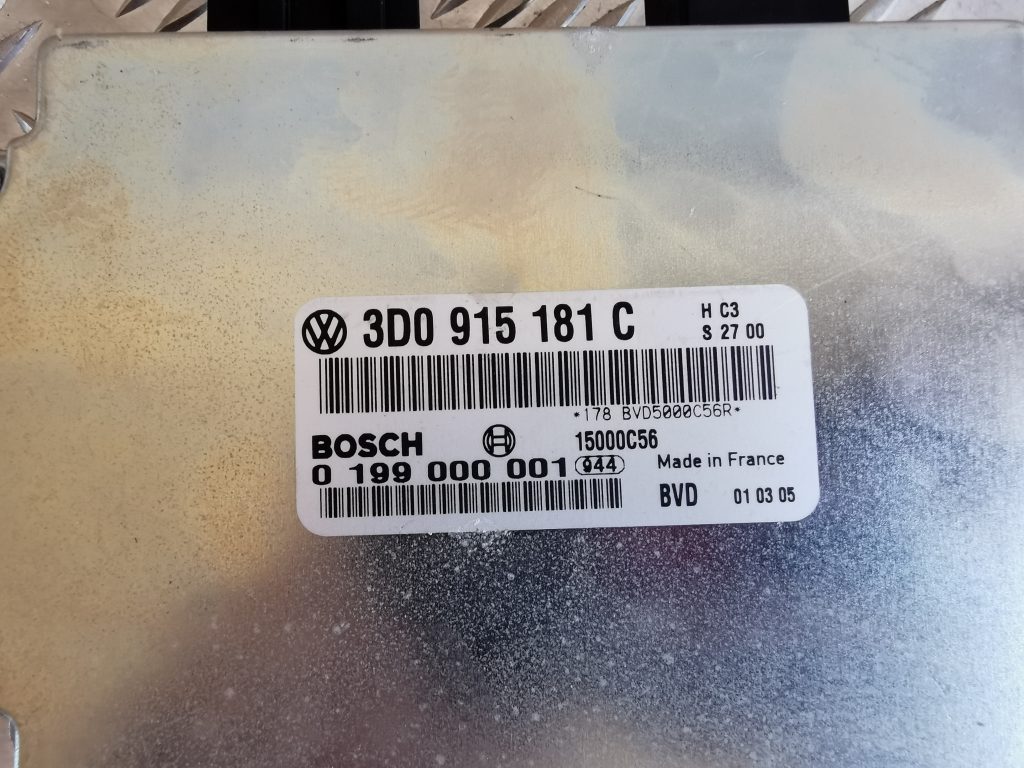 VW 3D0 915 181 C H C3
S 27 00
*178 BVD5000C56R*
BOSCH 15000C56
0 199 000 001 944 Made in France
BVD 01 03 05